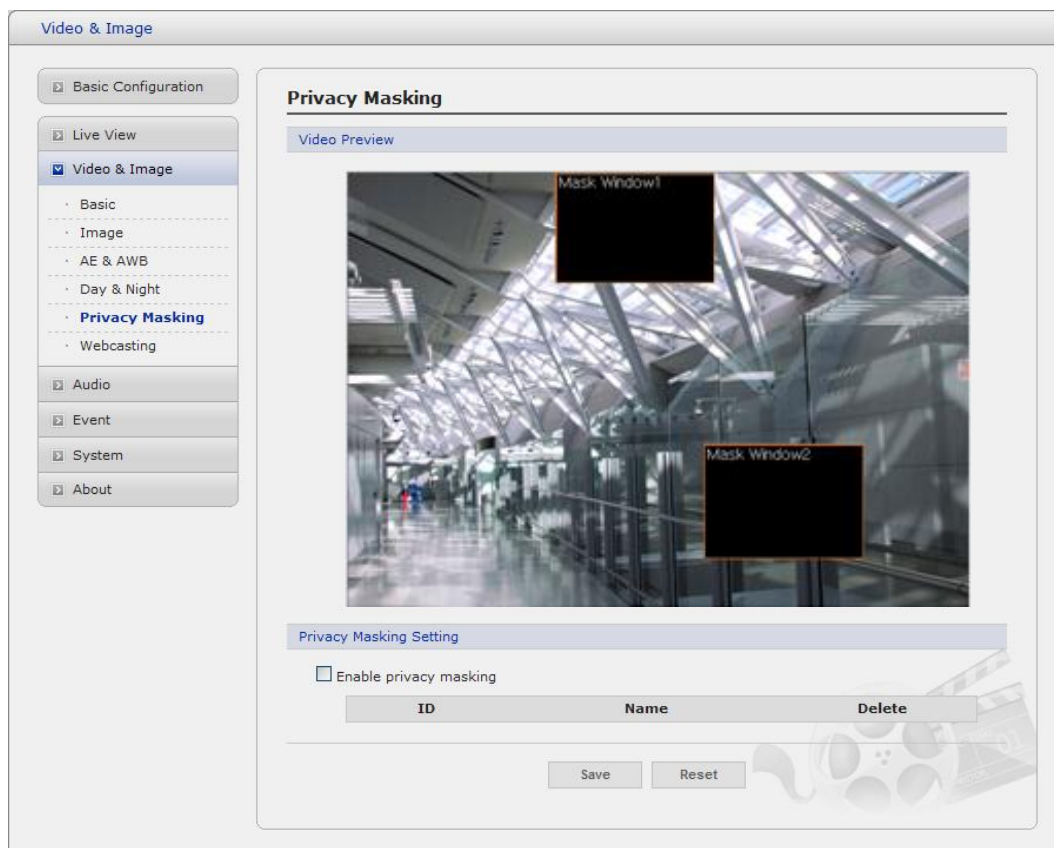 Video & Image
Basic Configuration
Live View
Video & Image
Basic
Image
AE & AWB
Day & Night
Privacy Masking
Webcasting
Audio
Event
System
About
Privacy Masking
Video Preview
Mask Window1
Mask Window2
Privacy Masking Setting
Enable privacy masking
ID Name Delete
Save Reset
01